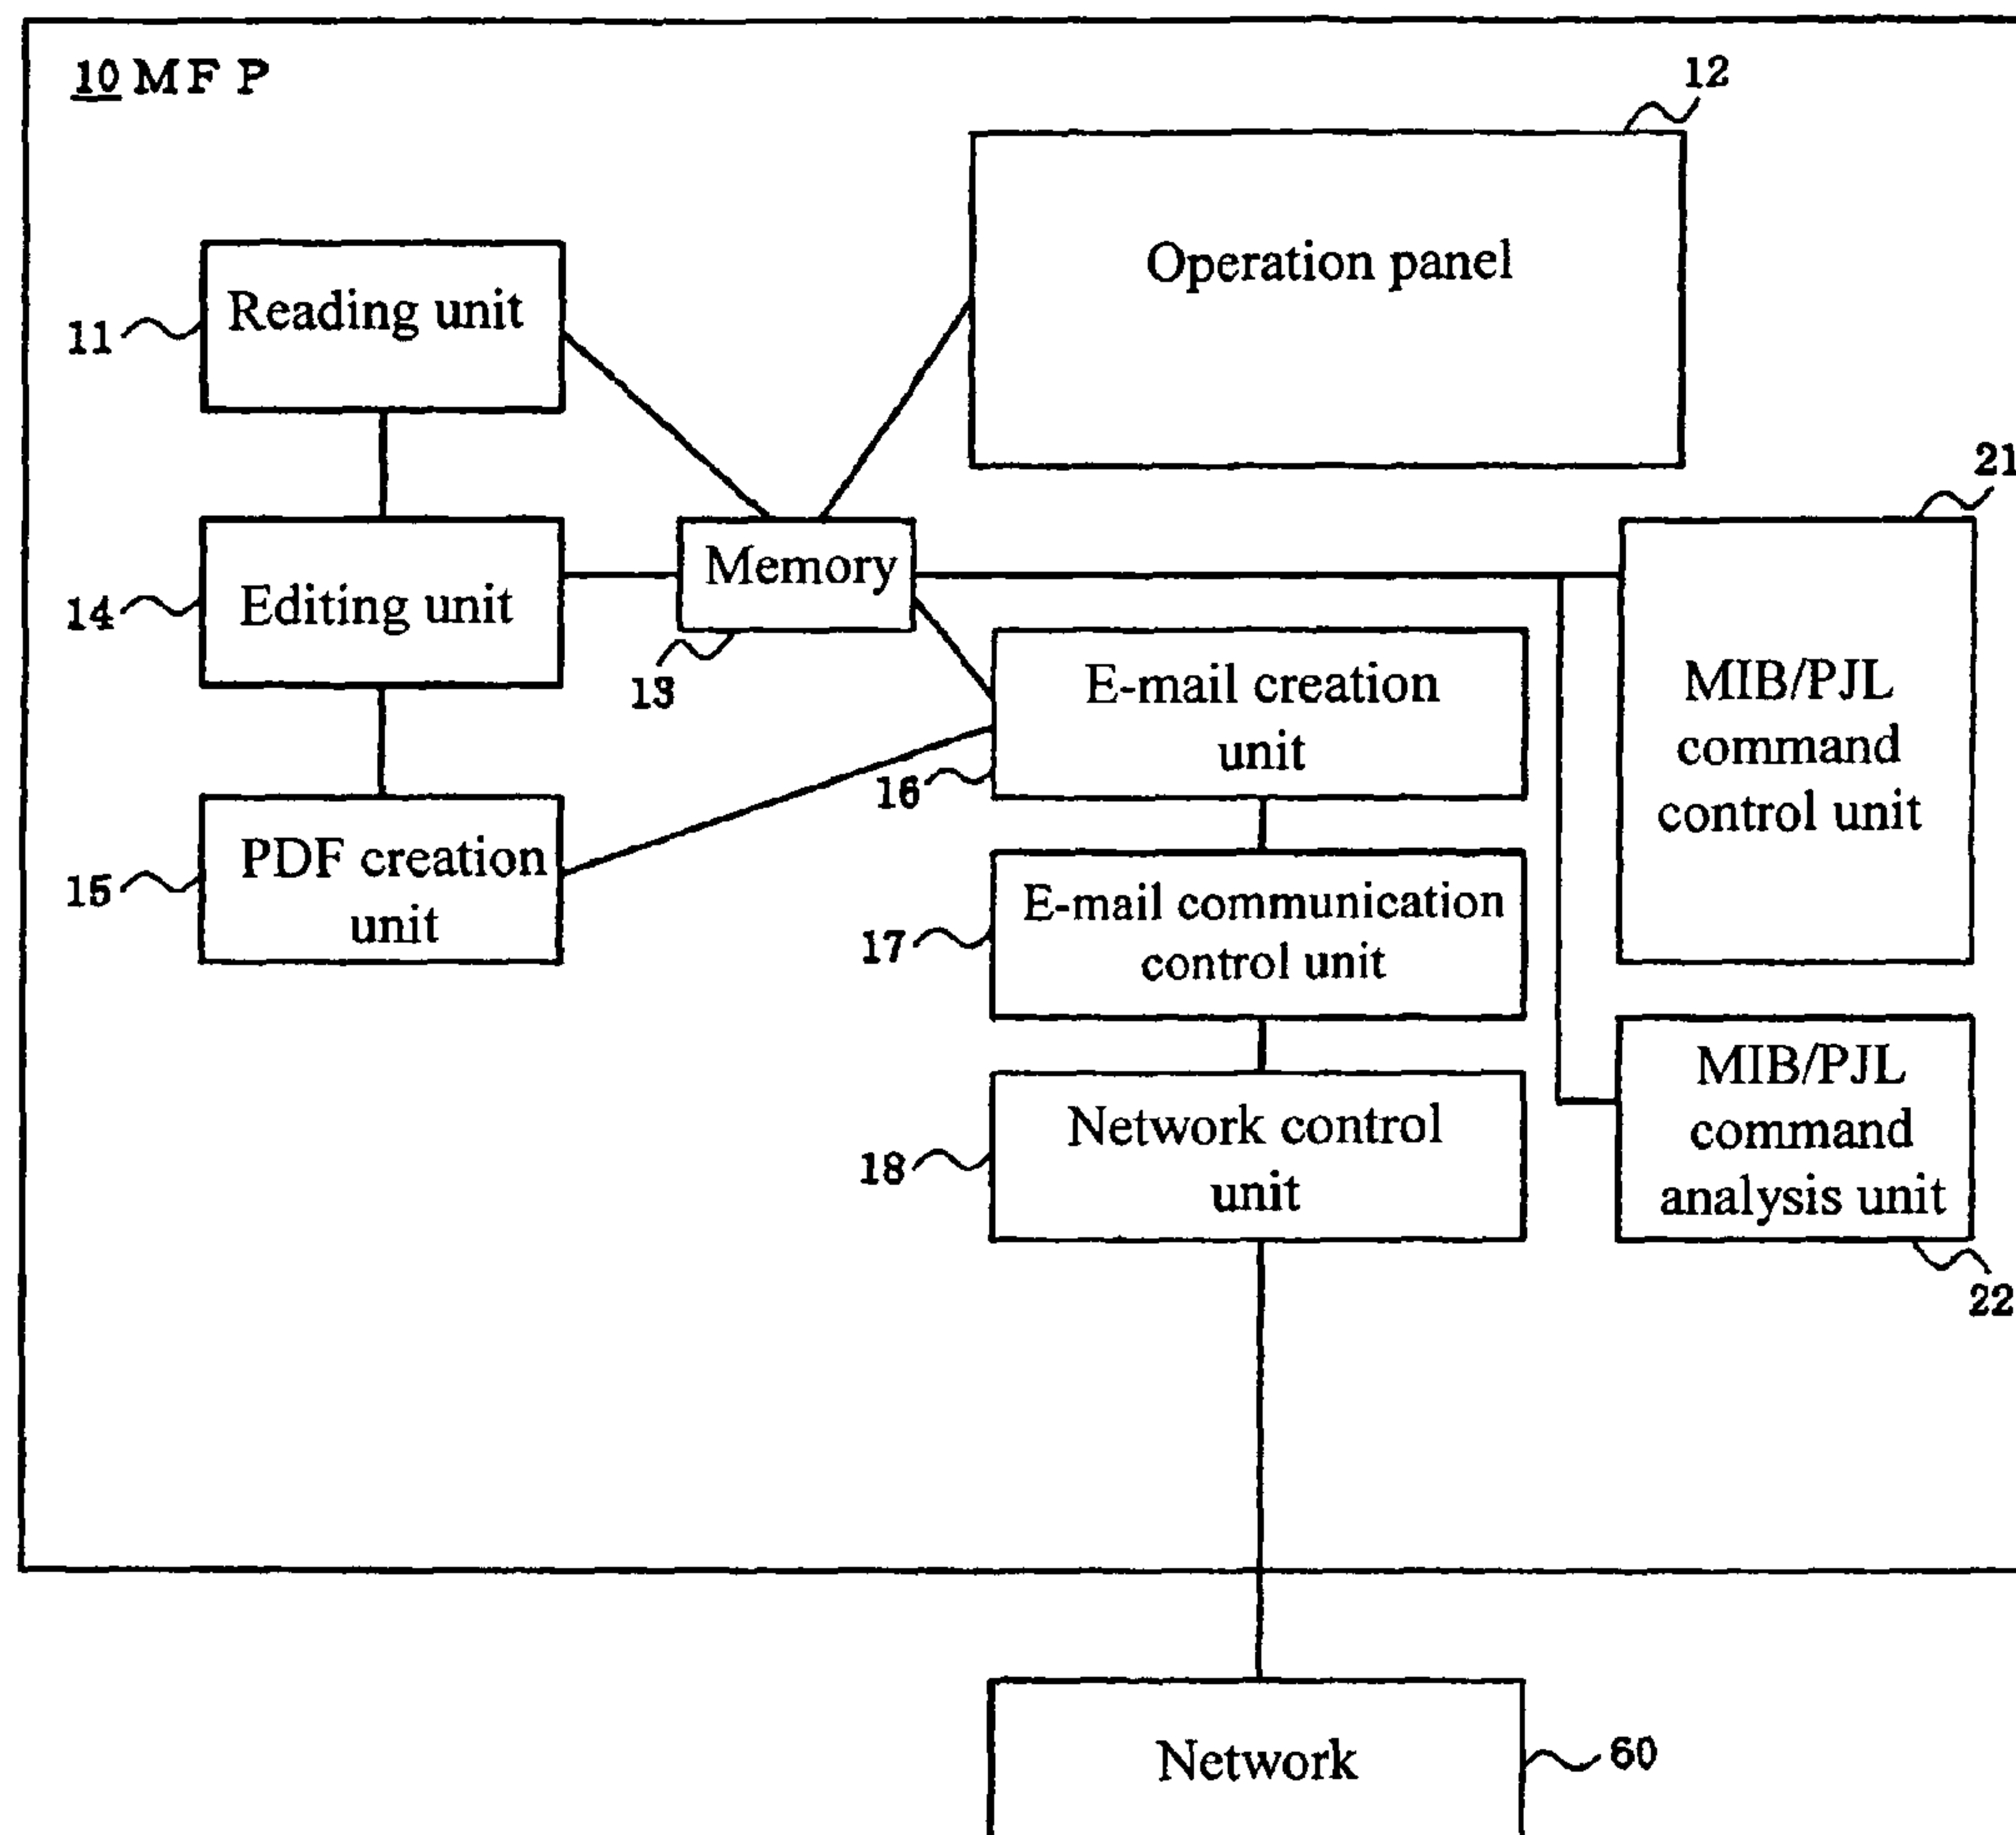 10 MFP
12
Operation panel
Reading unit
11
21
Memory
Editing unit
14
13
E-mail creation
unit
16
MIB/PJL
command
control unit
PDF creation
unit
15
E-mail communication
control unit
17
MIB/PJL
command
analysis unit
Network control
unit
18
22
Network
60